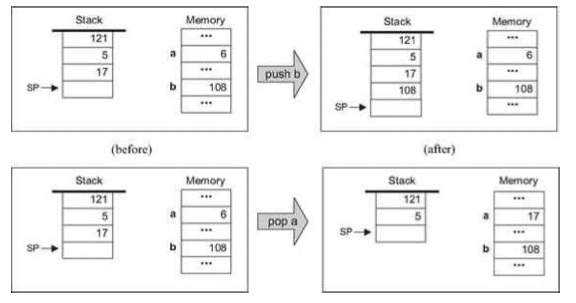 Stack Memory
121 ...
5 a 6
17 ...
SP b 108
...
push b
Stack Memory
121 ...
5 a 6
17 ...
108 b 108
SP ...
(before) (after)
Stack Memory
121 ...
5 a 6
17 ...
SP b 108
...
pop a
Stack Memory
121 ...
5 a 17
SP ...
b 108
...